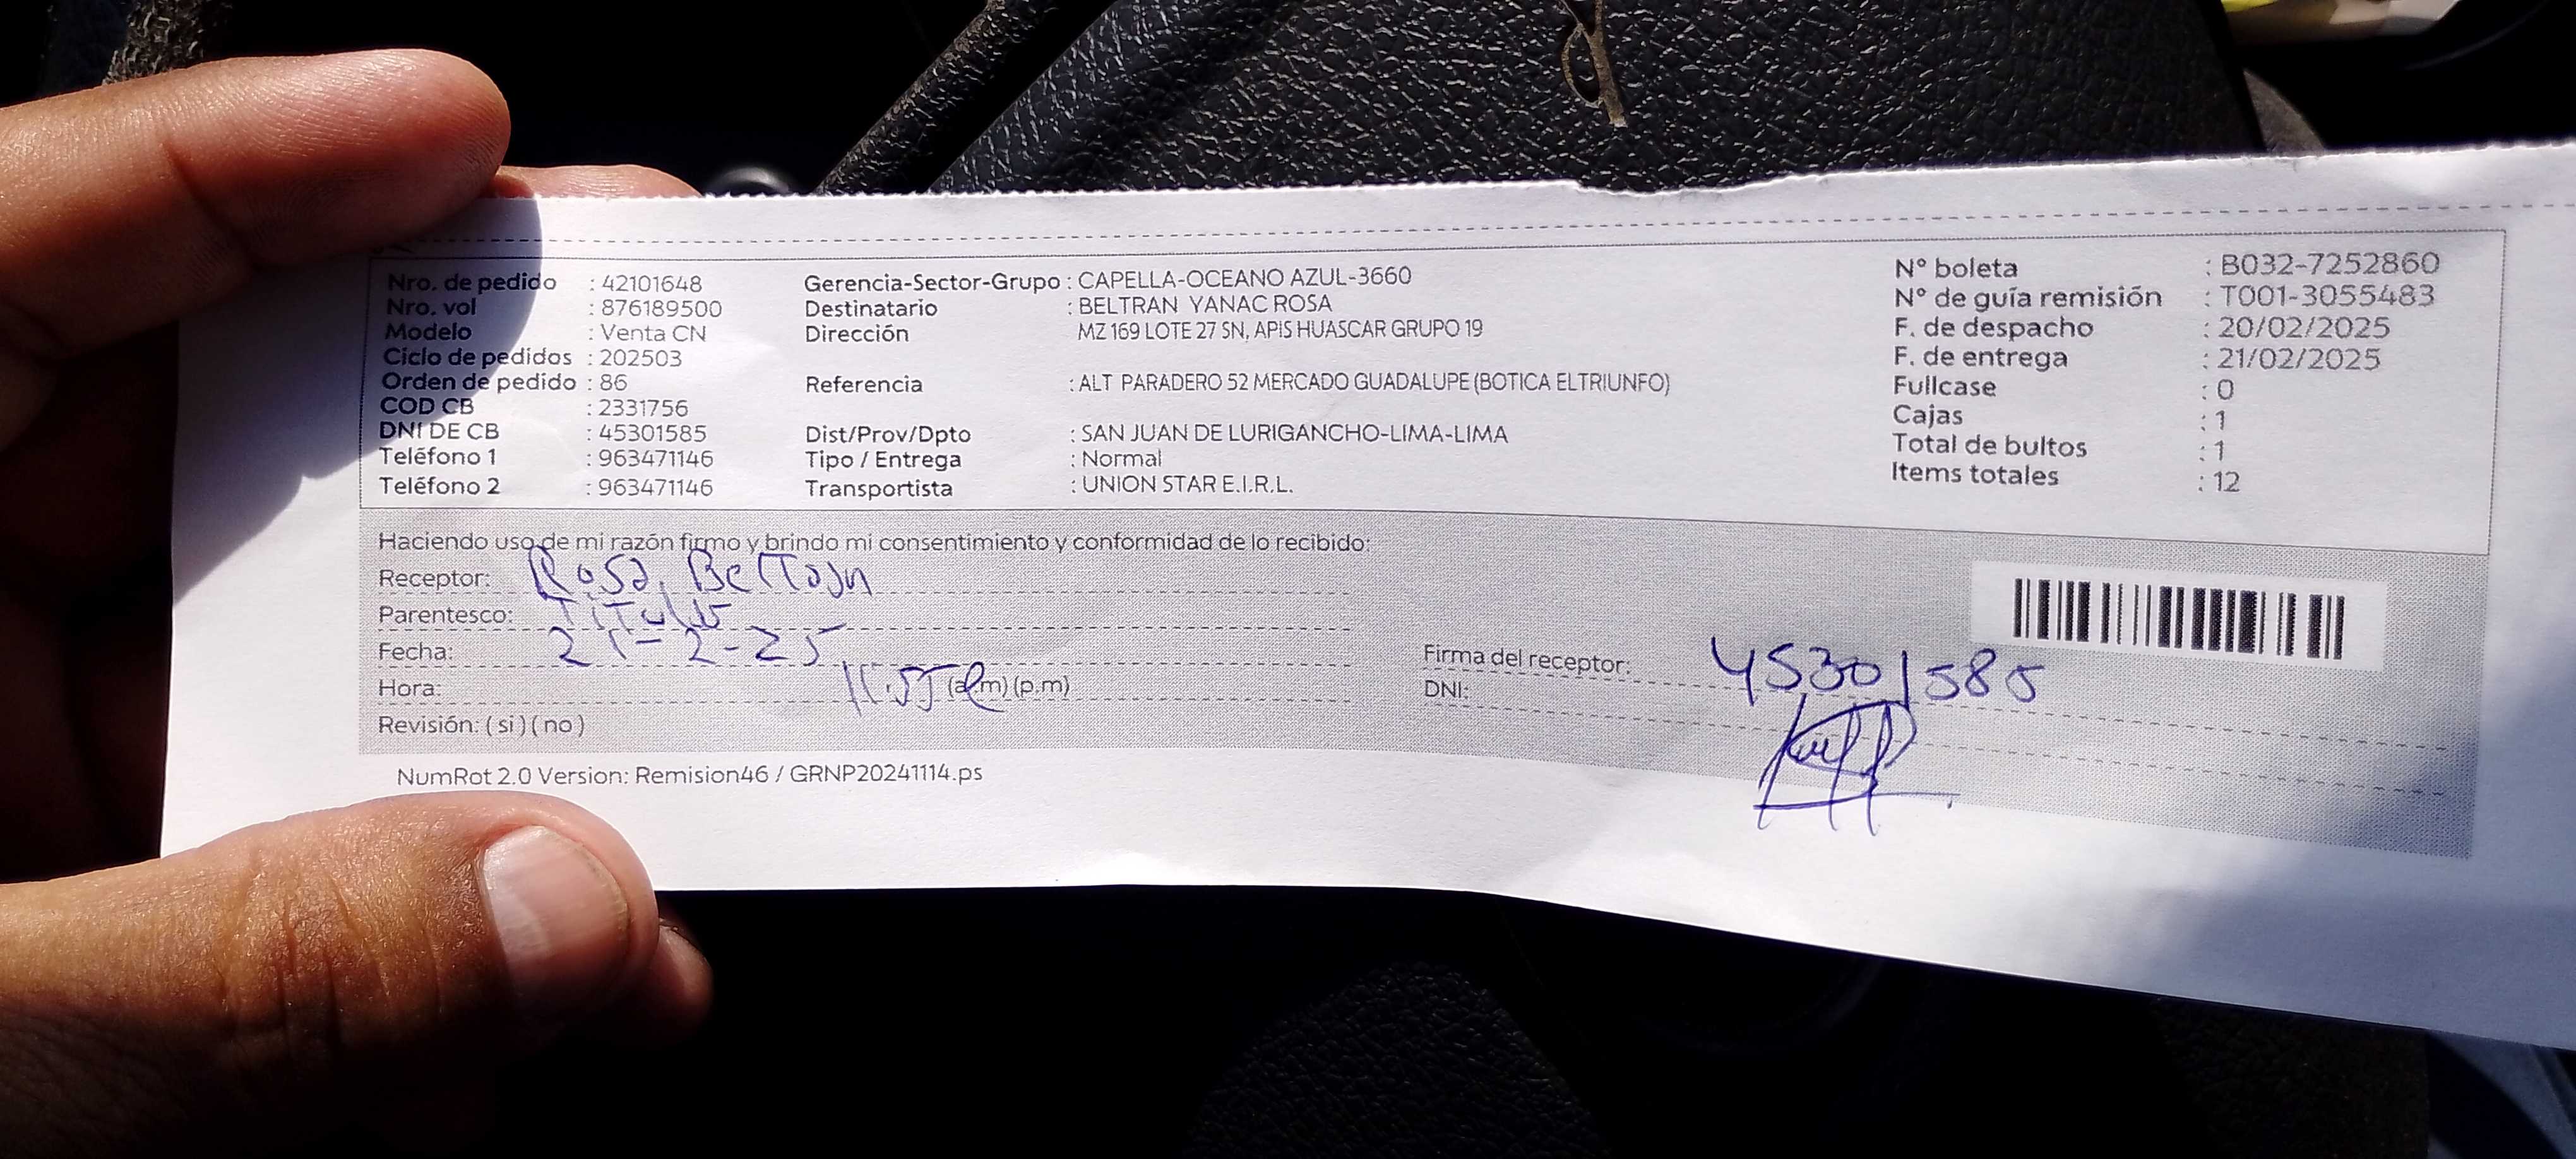 Nro. de pedido : 42101648
Nro. vol : 876189500
Modelo : Venta CN
Ciclo de pedidos : 202503
Orden de pedido : 86
COD CB : 2331756
DNI DE CB : 45301585
Teléfono 1 : 963471146
Teléfono 2 : 963471146
Gerencia-Sector-Grupo : CAPELLA-OCEANO AZUL-3660
Destinatario : BELTRAN YANAC ROSA
Dirección MZ 169 LOTE 27 SN, APIS HUASCAR GRUPO 19
Referencia : ALT PARADERO 52 MERCADO GUADALUPE (BOTICA ELTRIUNFO)
Dist/Prov/Dpto : SAN JUAN DE LURIGANCHO-LIMA-LIMA
Tipo / Entrega : Normal
Transportista : UNION STAR E.I.R.L.
N° boleta : B032-7252860
N° de guía remisión : T001-3055483
F. de despacho : 20/02/2025
F. de entrega : 21/02/2025
Fullcase : 0
Cajas : 1
Total de bultos : 1
Items totales : 12
Haciendo uso de mi razón firmo y brindo mi consentimiento y conformidad de lo recibido:
Receptor: Rosa Beltran
Parentesco:
Fecha: 21-2-25
Hora: 11.55 (a.m) (p.m)
Revisión: ( si ) ( no )
Firma del receptor: 45301585
DNI:
NumRot 2.0 Version: Remision46 / GRNP20241114.ps